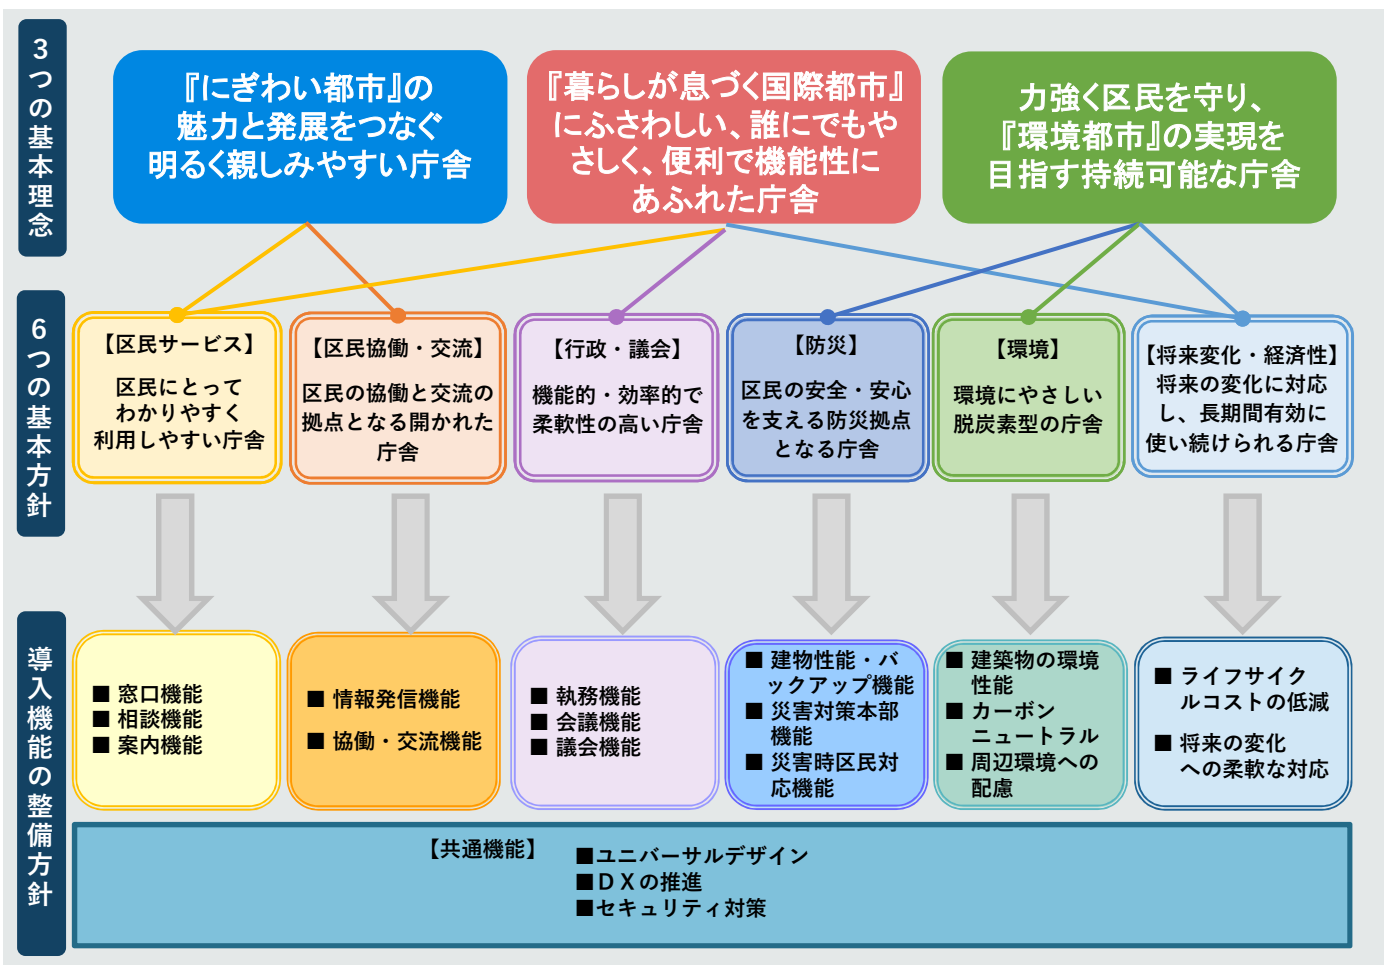 3つの基本理念
『にぎわい都市』の
魅力と発展をつなぐ
明るく親しみやすい庁舎
『暮らしが息づく国際都市』
にふさわしい、誰にでもや
さしく、便利で機能性に
あふれた庁舎
力強く区民を守り、
『環境都市』の実現を
目指す持続可能な庁舎
6つの基本方針
【区民サービス】
区民にとって
わかりやすく
利用しやすい庁舎
【区民協働・交流】
区民の協働と交流の
拠点となる開かれた
庁舎
【行政・議会】
機能的・効率的で
柔軟性の高い庁舎
【防災】
区民の安全・安心
を支える防災拠点
となる庁舎
【環境】
環境にやさしい
脱炭素型の庁舎
【将来変化・経済性】
将来の変化に対応
し、長期間有効に
使い続けられる庁舎
導入機能の整備方針
■ 窓口機能
■ 相談機能
■ 案内機能
■ 情報発信機能
■ 協働・交流機能
■ 執務機能
■ 会議機能
■ 議会機能
■ 建物性能・バ
ックアップ機能
■ 災害対策本部
機能
■ 災害時区民対
応機能
■ 建築物の環境
性能
■ カーボン
ニュートラル
■ 周辺環境への
配慮
■ ライフサイク
ルコストの低減
■ 将来の変化
への柔軟な対応
【共通機能】
■ユニバーサルデザイン
■ＤＸの推進
■セキュリティ対策